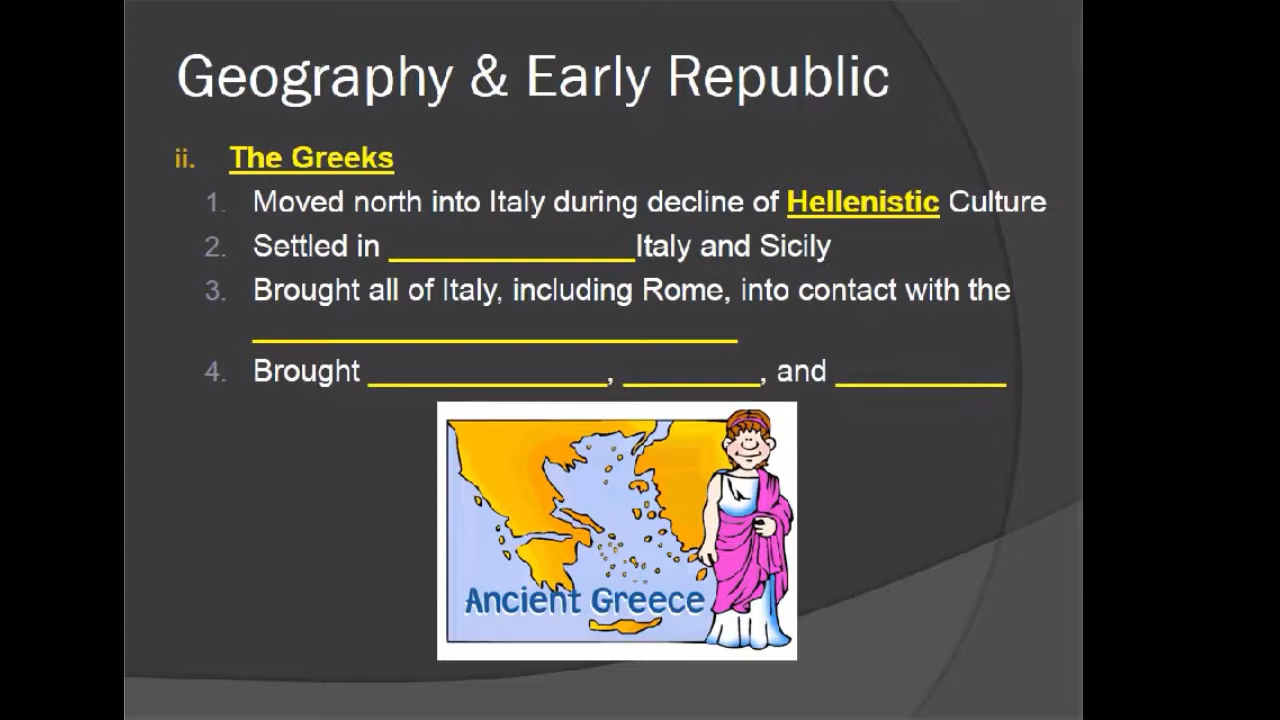 Geography & Early Republic
ii. The Greeks
1. Moved north into Italy during decline of Hellenistic Culture
2. Settled in ______________Italy and Sicily
3. Brought all of Italy, including Rome, into contact with the
____________________________
4. Brought ______________, ________, and __________
Ancient Greece